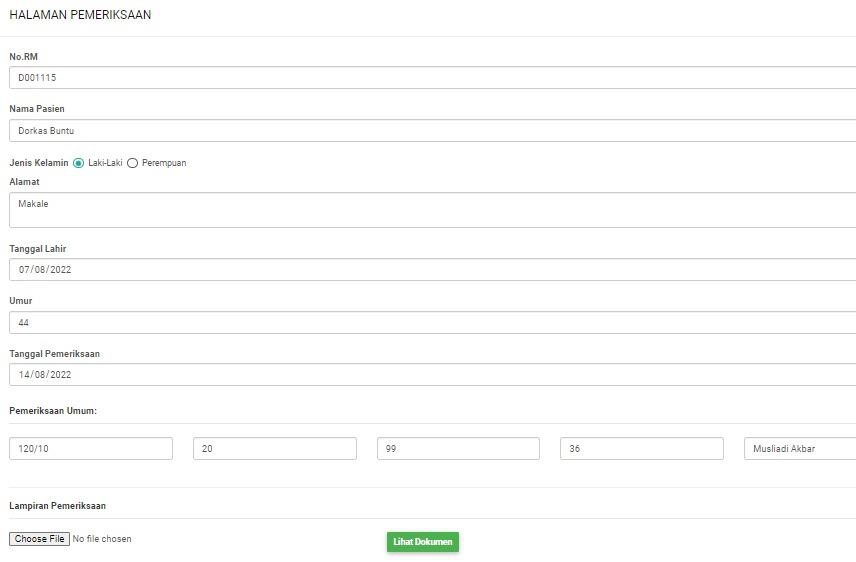 HALAMAN PEMERIKSAAN
No.RM
D001115
Nama Pasien
Dorkas Buntu
Jenis Kelamin Laki-Laki Perempuan
Alamat
Makale
Tanggal Lahir
07/08/2022
Umur
44
Tanggal Pemeriksaan
14/08/2022
Pemeriksaan Umum:
120/10 20 99 36 Musliadi Akbar
Lampiran Pemeriksaan
Choose File No file chosen Lihat Dokumen